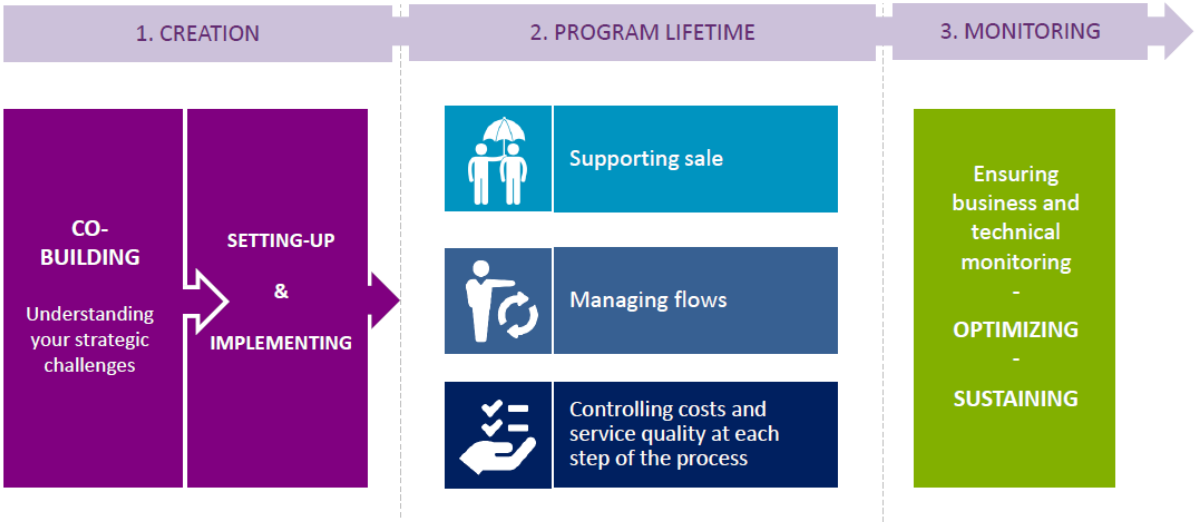 1. CREATION
2. PROGRAM LIFETIME
3. MONITORING
CO-
BUILDING
Understanding
your strategic
challenges
SETTING-UP
&
IMPLEMENTING
Supporting sale
Managing flows
Controlling costs and
service quality at each
step of the process
Ensuring
business and
technical
monitoring
-
OPTIMIZING
-
SUSTAINING